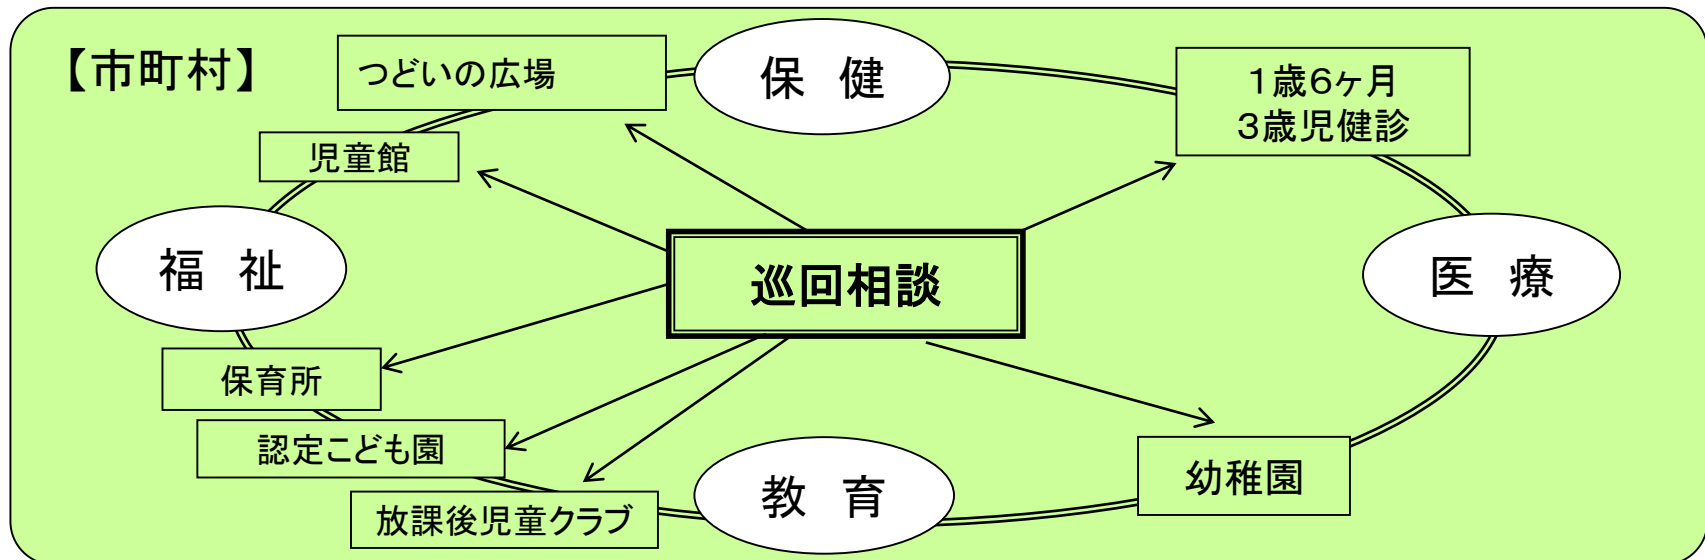 【市町村】
つどいの広場
保　健
１歳６ヶ月
３歳児健診
児童館
福　祉
巡回相談
医　療
保育所
認定こども園
幼稚園
教　育
放課後児童クラブ